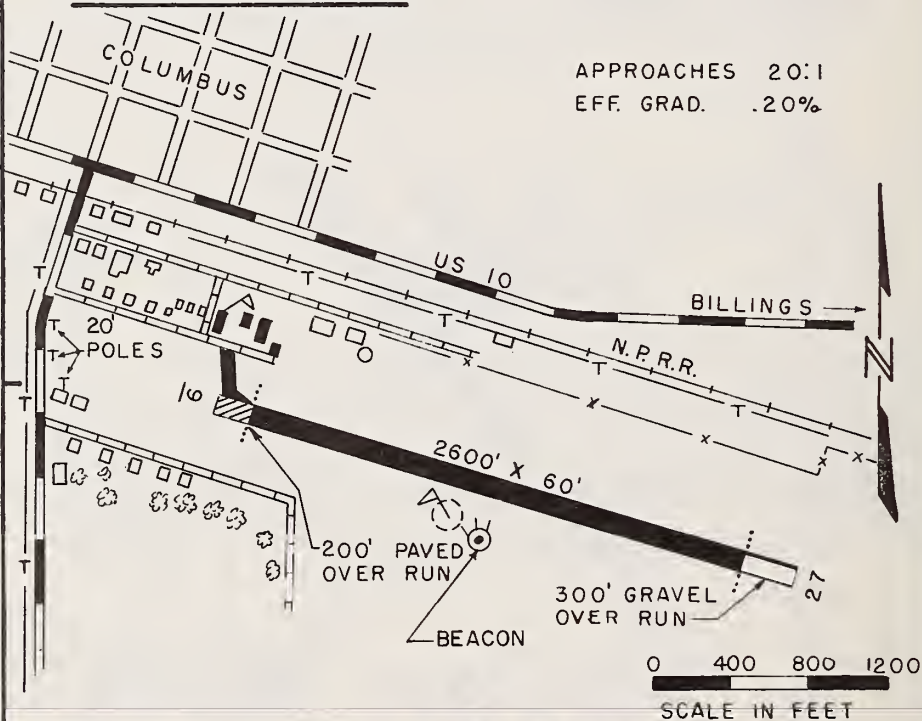 COLUMBUS
APPROACHES 20:1
EFF. GRAD. .20%
US 10
BILLINGS
T
T
T
T
T
N.P.R.R.
N
20'
POLES
T
T
T
T
T
9
2600' X 60'
200' PAVED
OVER RUN
BEACON
300' GRAVEL
OVER RUN
27
0 400 800 1200
SCALE IN FEET